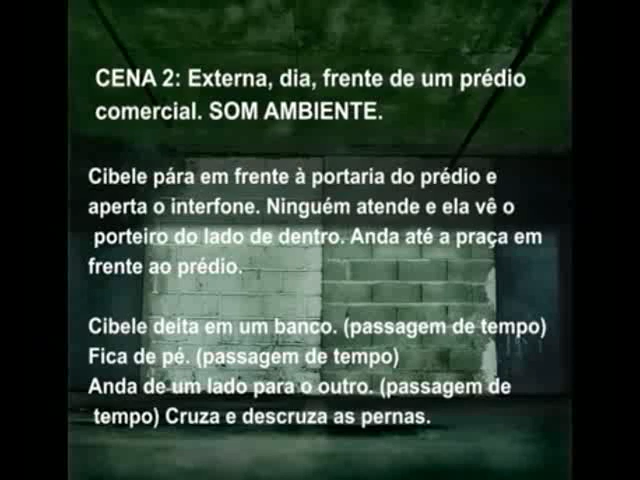 CENA 2: Externa, dia, frente de um prédio
comercial. SOM AMBIENTE.
Cibele pára em frente à portaria do prédio e
aperta o interfone. Ninguém atende e ela vê o
porteiro do lado de dentro. Anda até a praça em
frente ao prédio.
Cibele deita em um banco. (passagem de tempo)
Fica de pé. (passagem de tempo)
Anda de um lado para o outro. (passagem de
tempo) Cruza e descruza as pernas.